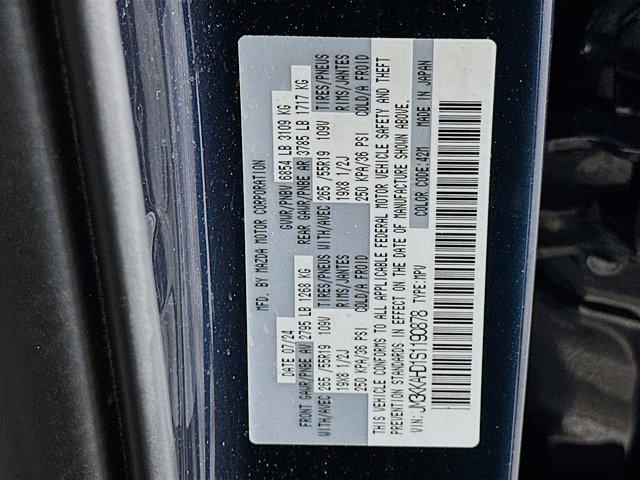 MFD. BY MAZDA MOTOR CORPORATION
DATE 07/24 GVWR/PNBV 6854 LB 3109 KG
FRONT GAWR/PNBE AV 2795 LB 1268 KG REAR GAWR/PNBE AR 3785 LB 1717 KG
WITH/AVEC 265 /55R19 109V TIRES/PNEUS WITH/AVEC 265 /55R19 109V TIRES/PNEUS
19X8 1/2J RIMS/JANTES 19X8 1/2J RIMS/JANTES
250 KPA/36 PSI COLD/A FROID 250 KPA/36 PSI COLD/A FROID
THIS VEHICLE CONFORMS TO ALL APPLICABLE FEDERAL MOTOR VEHICLE SAFETY AND THEFT
PREVENTION STANDARDS IN EFFECT ON THE DATE OF MANUFACTURE SHOWN ABOVE.
VIN: JM3KKAHD1S1190878 TYPE:MPV COLOR CODE:42M MADE IN JAPAN